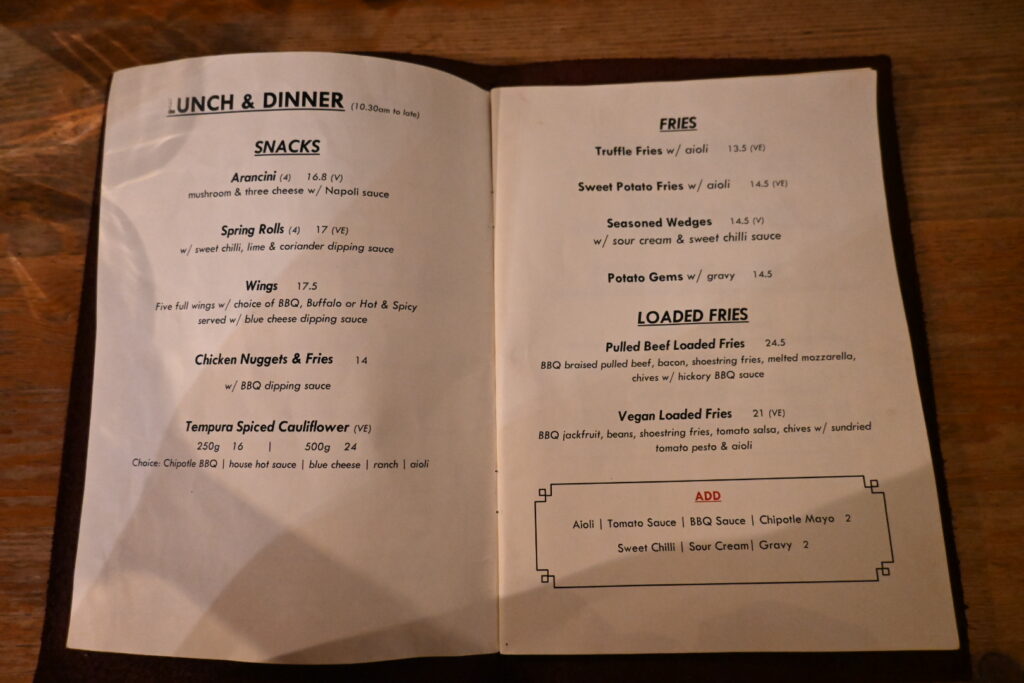 LUNCH & DINNER (10.30am to late)
SNACKS
Arancini (4) 16.8 (V)
mushroom & three cheese w/ Napoli sauce
Spring Rolls (4) 17 (VE)
w/ sweet chilli, lime & coriander dipping sauce
Wings 17.5
Five full wings w/ choice of BBQ, Buffalo or Hot & Spicy
served w/ blue cheese dipping sauce
Chicken Nuggets & Fries 14
w/ BBQ dipping sauce
Tempura Spiced Cauliflower (VE)
250g 16 | 500g 24
Choice: Chipotle BBQ | house hot sauce | blue cheese | ranch | aioli
FRIES
Truffle Fries w/ aioli 13.5 (VE)
Sweet Potato Fries w/ aioli 14.5 (VE)
Seasoned Wedges 14.5 (V)
w/ sour cream & sweet chilli sauce
Potato Gems w/ gravy 14.5
LOADED FRIES
Pulled Beef Loaded Fries 24.5
BBQ braised pulled beef, bacon, shoestring fries, melted mozzarella,
chives w/ hickory BBQ sauce
Vegan Loaded Fries 21 (VE)
BBQ jackfruit, beans, shoestring fries, tomato salsa, chives w/ sundried
tomato pesto & aioli
ADD
Aioli | Tomato Sauce | BBQ Sauce | Chipotle Mayo 2
Sweet Chilli | Sour Cream| Gravy 2